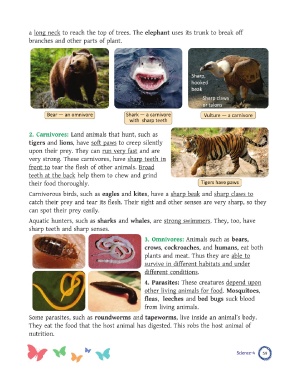 a long neck to reach the top of trees. The elephant uses its trunk to break off
branches and other parts of plant.
Sharp,
hooked
beak
Sharp claws
or talons
Bear — an omnivore
Shark — a carnivore
with sharp teeth
Vulture — a carnivore
2. Carnivores: Land animals that hunt, such as
tigers and lions, have soft paws to creep silently
upon their prey. They can run very fast and are
very strong. These carnivores, have sharp teeth in
front to tear the flesh of other animals. Broad
teeth at the back help them to chew and grind
their food thoroughly.
Tigers have paws
Carnivorous birds, such as eagles and kites, have a sharp beak and sharp claws to
catch their prey and tear its flesh. Their sight and other senses are very sharp, so they
can spot their prey easily.
Aquatic hunters, such as sharks and whales, are strong swimmers. They, too, have
sharp teeth and sharp senses.
3. Omnivores: Animals such as bears,
crows, cockroaches, and humans, eat both
plants and meat. Thus they are able to
survive in different habitats and under
different conditions.
4. Parasites: These creatures depend upon
other living animals for food. Mosquitoes,
fleas, leeches and bed bugs suck blood
from living animals.
Some parasites, such as roundworms and tapeworms, live inside an animal's body.
They eat the food that the host animal has digested. This robs the host animal of
nutrition.
Science-4